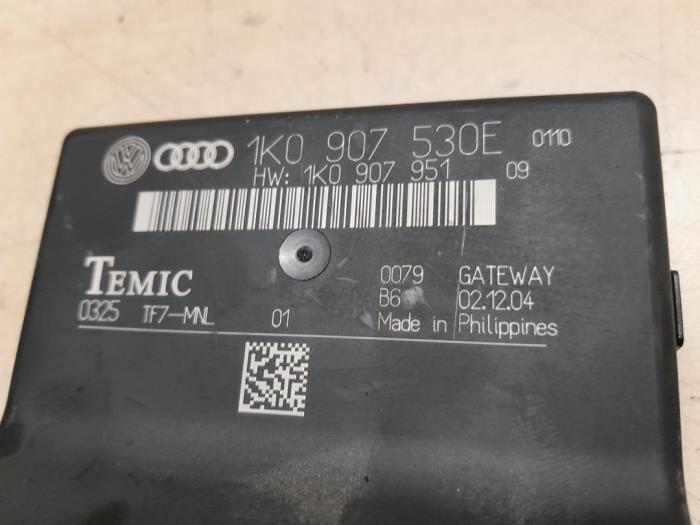 1K0 907 530E 0110
HW: 1K0 907 951 09
TEMIC 0079 GATEWAY
0325 TF7-MNL 01 B6 02.12.04
Made in Philippines